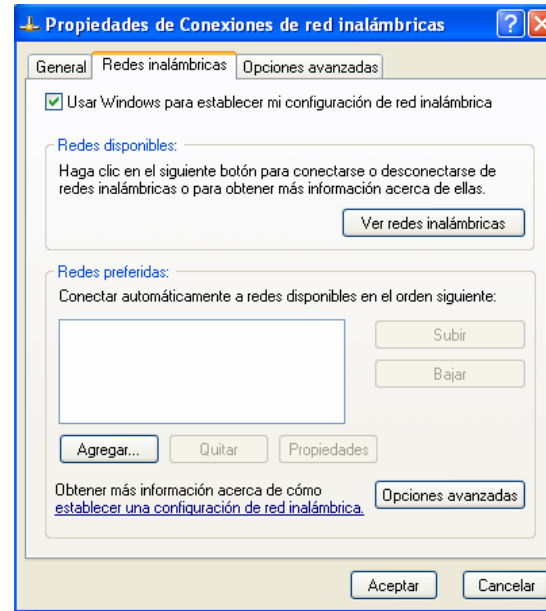 Propiedades de Conexiones de red inalámbricas
General Redes inalámbricas Opciones avanzadas
Usar Windows para establecer mi configuración de red inalámbrica
Redes disponibles:
Haga clic en el siguiente botón para conectarse o desconectarse de
redes inalámbricas o para obtener más información acerca de ellas.
Ver redes inalámbricas
Redes preferidas:
Conectar automáticamente a redes disponibles en el orden siguiente:
Subir
Bajar
Agregar... Quitar Propiedades
Obtener más información acerca de cómo
establecer una configuración de red inalámbrica.
Opciones avanzadas
Aceptar Cancelar